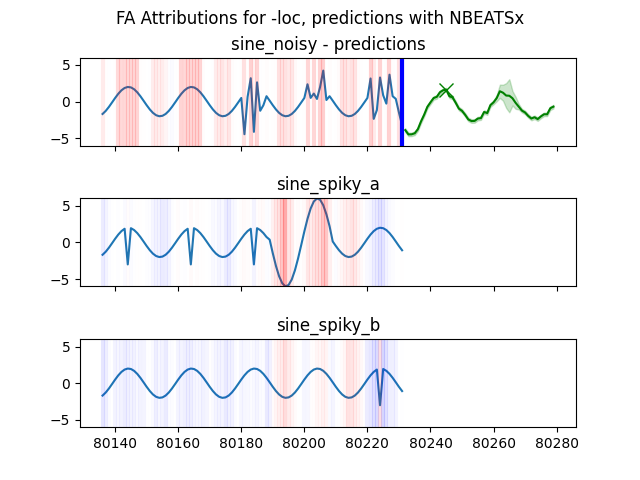 FA Attributions for -loc, predictions with NBEATSx
sine_noisy - predictions
5
0
−5
sine_spiky_a
5
0
−5
sine_spiky_b
5
0
−5
80140 80160 80180 80200 80220 80240 80260 80280